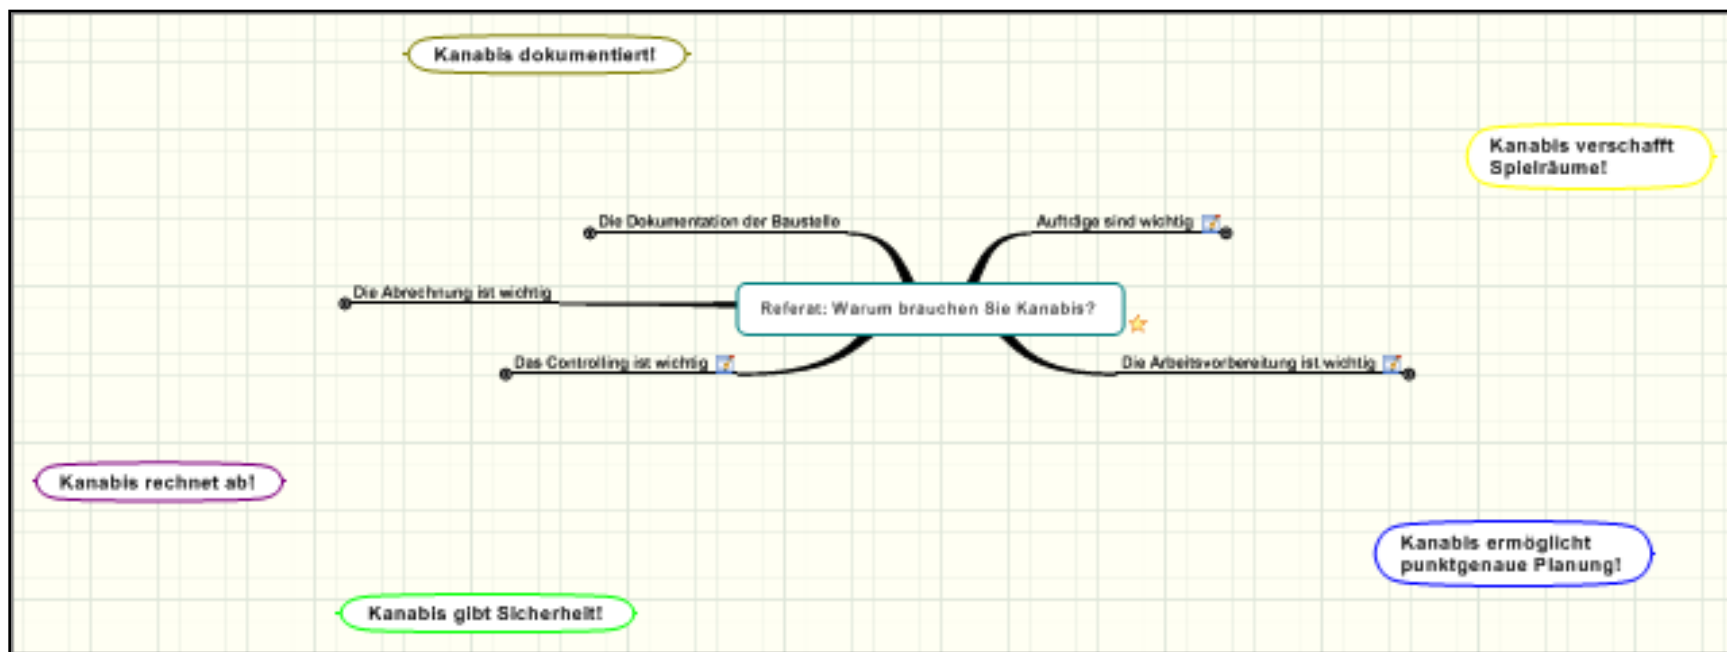 Kanabis dokumentiert!
Kanabis verschafft
Spielräume!
Die Dokumentation der Baustelle
Aufträge sind wichtig
Die Abrechnung ist wichtig
Referat: Warum brauchen Sie Kanabis?
Das Controlling ist wichtig
Die Arbeitsvorbereitung ist wichtig
Kanabis rechnet ab!
Kanabis ermöglicht
punktgenaue Planung!
Kanabis gibt Sicherheit!